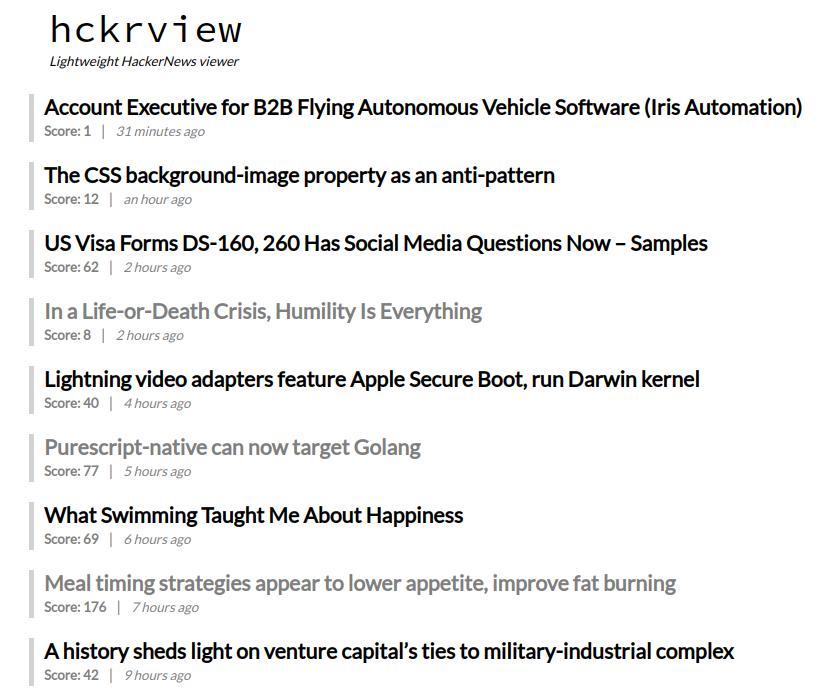 hckrview
Lightweight HackerNews viewer
Account Executive for B2B Flying Autonomous Vehicle Software (Iris Automation)
Score: 1 | 31 minutes ago
The CSS background-image property as an anti-pattern
Score: 12 | an hour ago
US Visa Forms DS-160, 260 Has Social Media Questions Now – Samples
Score: 62 | 2 hours ago
In a Life-or-Death Crisis, Humility Is Everything
Score: 8 | 2 hours ago
Lightning video adapters feature Apple Secure Boot, run Darwin kernel
Score: 40 | 4 hours ago
Purescript-native can now target Golang
Score: 77 | 5 hours ago
What Swimming Taught Me About Happiness
Score: 69 | 6 hours ago
Meal timing strategies appear to lower appetite, improve fat burning
Score: 176 | 7 hours ago
A history sheds light on venture capital’s ties to military-industrial complex
Score: 42 | 9 hours ago